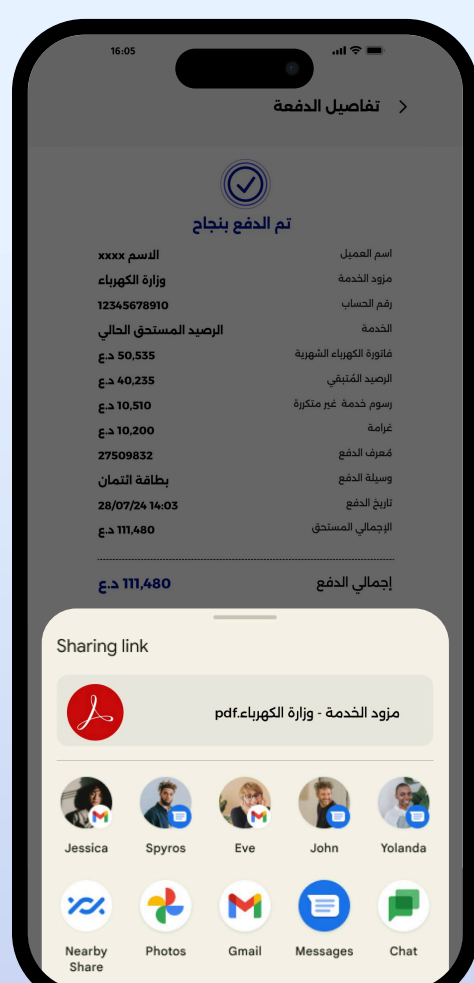 16:05
تفاصيل الدفعة
تم الدفع بنجاح
اسم العميل الاسم xxxx
مزود الخدمة وزارة الكهرباء
رقم الحساب 12345678910
الخدمة الرصيد المستحق الحالي
فاتورة الكهرباء الشهرية 50,535 د.ع
الرصيد المُتبقي 40,235 د.ع
رسوم خدمة غير متكررة 10,510 د.ع
غرامة 10,200 د.ع
مُعرف الدفع 27509832
وسيلة الدفع بطاقة ائتمان
تاريخ الدفع 28/07/24 14:03
الإجمالي المستحق 111,480 د.ع
إجمالي الدفع 111,480 د.ع
Sharing link
مزود الخدمة - وزارة الكهرباء.pdf
Jessica Spyros Eve John Yolanda
Nearby Share Photos Gmail Messages Chat